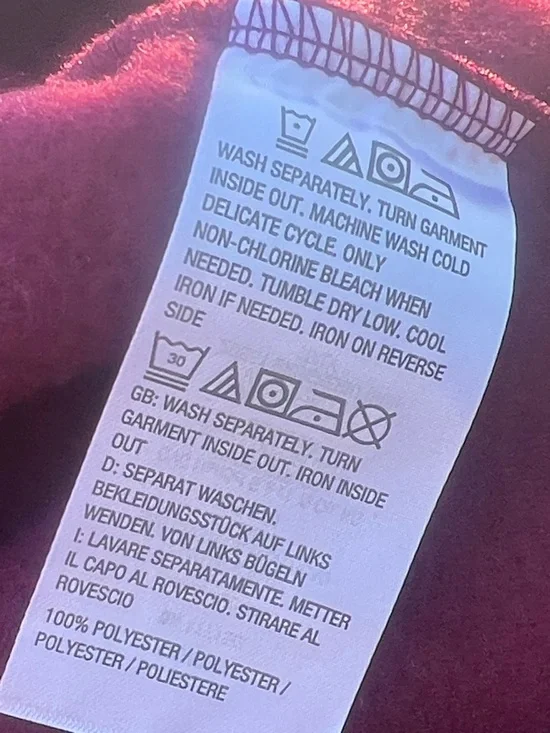 WASH SEPARATELY. TURN GARMENT
INSIDE OUT. MACHINE WASH COLD
DELICATE CYCLE. ONLY
NON-CHLORINE BLEACH WHEN
NEEDED. TUMBLE DRY LOW. COOL
IRON IF NEEDED. IRON ON REVERSE
SIDE
30
GB: WASH SEPARATELY. TURN
GARMENT INSIDE OUT. IRON INSIDE
OUT
D: SEPARAT WASCHEN.
BEKLEIDUNGSSTÜCK AUF LINKS
WENDEN. VON LINKS BÜGELN
I: LAVARE SEPARATAMENTE. METTER
IL CAPO AL ROVESCIO. STIRARE AL
ROVESCIO
100% POLYESTER / POLYESTER /
POLYESTER / POLIESTERE